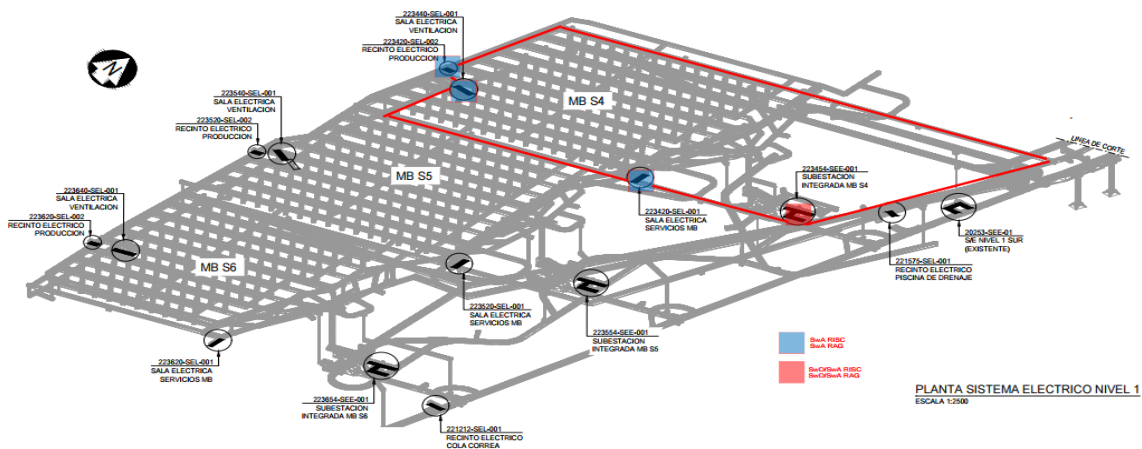 223440-SEL-001
SALA ELECTRICA
VENTILACION
223420-SEL-002
RECINTO ELECTRICO
PRODUCCION
N
223540-SEL-001
SALA ELECTRICA
VENTILACION
223520-SEL-002
RECINTO ELECTRICO
PRODUCCION
MB S4
LINEA DE CORTE
223454-SEE-001
SUBESTACION
INTEGRADA MB S4
MB S5
223640-SEL-001
SALA ELECTRICA
VENTILACION
223620-SEL-002
RECINTO ELECTRICO
PRODUCCION
223420-SEL-001
SALA ELECTRICA
SERVICIOS MB
20253-SEE-01
S/E NIVEL 1 SUR
(EXISTENTE)
221575-SEL-001
RECINTO ELECTRICO
PISCINA DE DRENAJE
MB S6
223520-SEL-001
SALA ELECTRICA
SERVICIOS MB
223554-SEE-001
SUBESTACION
INTEGRADA MB S5
223620-SEL-001
SALA ELECTRICA
SERVICIOS MB
SwA RISC
SwA RAG
SwD/SwA RISC
SwD/SwA RAG
223654-SEE-001
SUBESTACION
INTEGRADA MB S6
221212-SEL-001
RECINTO ELECTRICO
COLA CORREA
PLANTA SISTEMA ELECTRICO NIVEL 1
ESCALA 1:2500